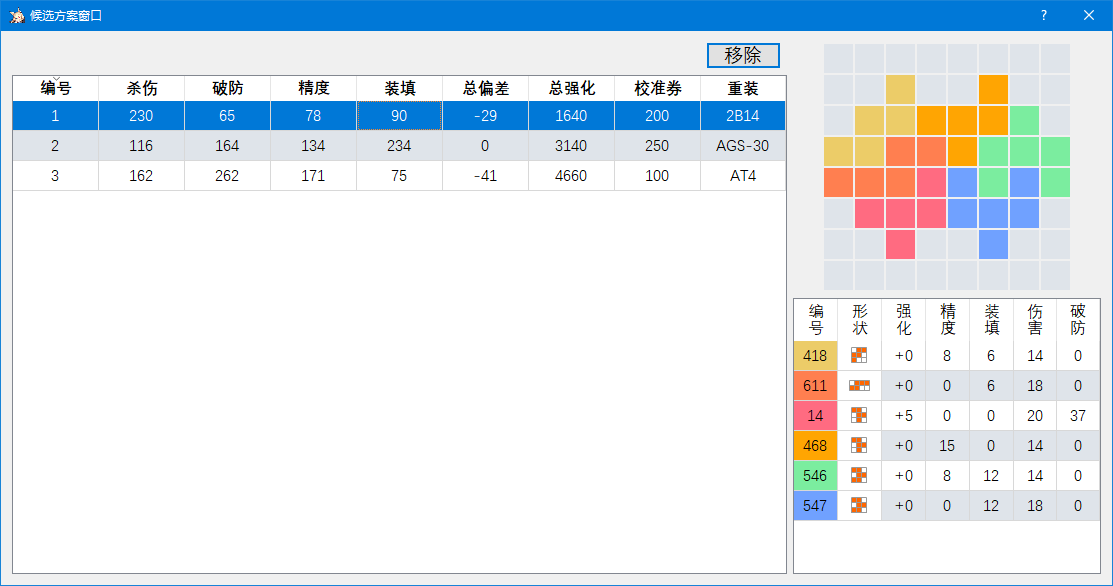 候选方案窗口
?
移除
编号 杀伤 破防 精度 装填 总偏差 总强化 校准券 重装
1 230 65 78 90 -29 1640 200 2B14
2 116 164 134 234 0 3140 250 AGS-30
3 162 262 171 75 -41 4660 100 AT4
编号 形状 强化 精度 装填 伤害 破防
418 +0 8 6 14 0
611 +0 0 6 18 0
14 +5 0 0 20 37
468 +0 15 0 14 0
546 +0 8 12 14 0
547 +0 0 12 18 0